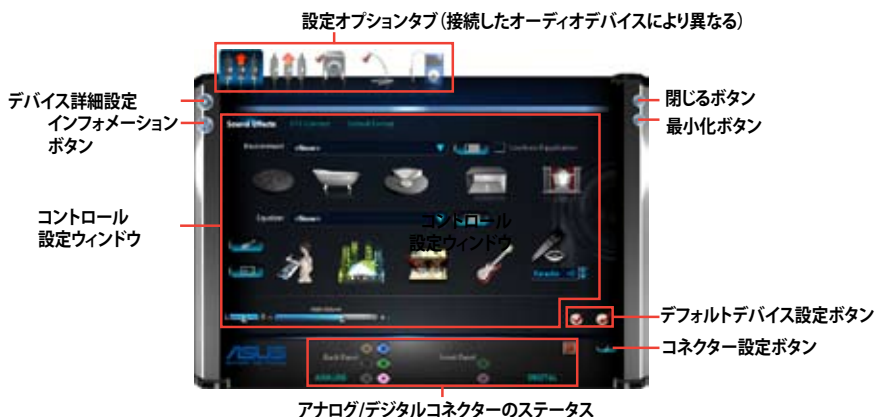 設定オプションタブ（接続したオーディオデバイスにより異なる）
デバイス詳細設定
インフォメーション
ボタン
閉じるボタン
最小化ボタン
Sound Effects
Environment <None>
コントロール
設定ウィンドウ
Equalizer <None>
コントロール
設定ウィンドウ
Karaoke
デフォルトデバイス設定ボタン
コネクター設定ボタン
ASUS
Back Panel
Front Panel
ANALOG
DIGITAL
アナログ/デジタルコネクターのステータス